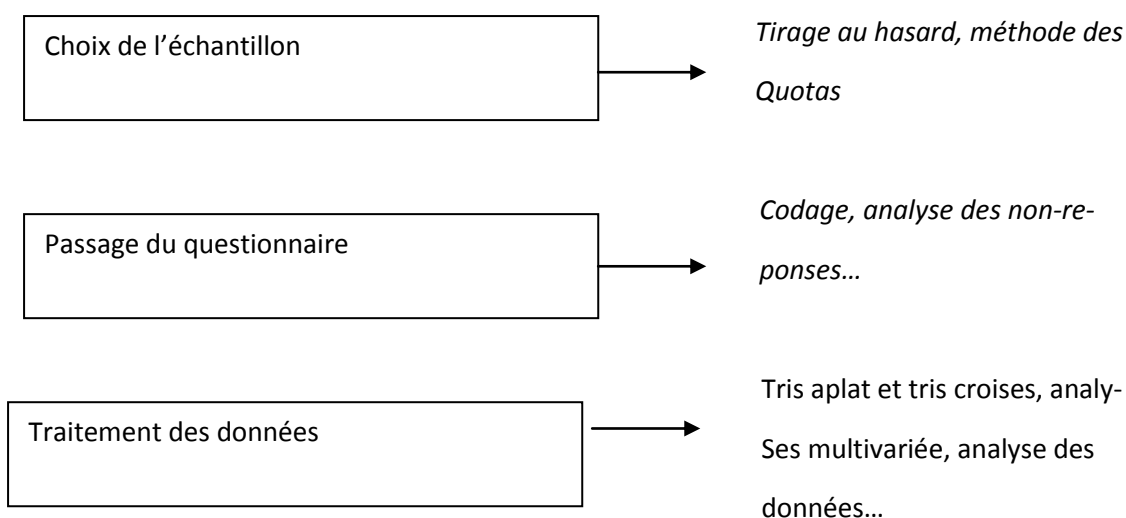 Choix de l’échantillon
Tirage au hasard, méthode des
Quotas
Passage du questionnaire
Codage, analyse des non-re-
ponses…
Traitement des données
Tris aplat et tris croises, analy-
Ses multivariée, analyse des
données…